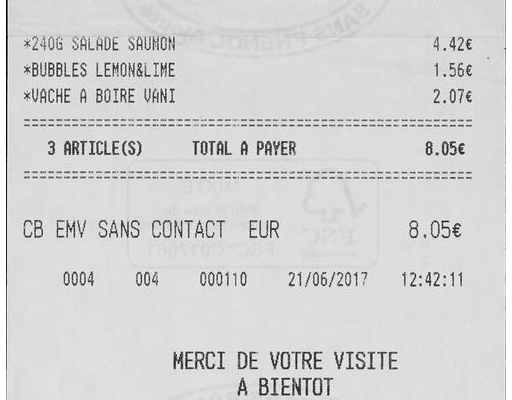 *240G SALADE SAUMON 4.42€
*BUBBLES LEMON&LIME 1.56€
*VACHE A BOIRE VANI 2.07€
3 ARTICLE(S) TOTAL A PAYER 8.05€
CB EMV SANS CONTACT EUR 8.05€
0004 004 000110 21/06/2017 12:42:11
MERCI DE VOTRE VISITE
A BIENTOT